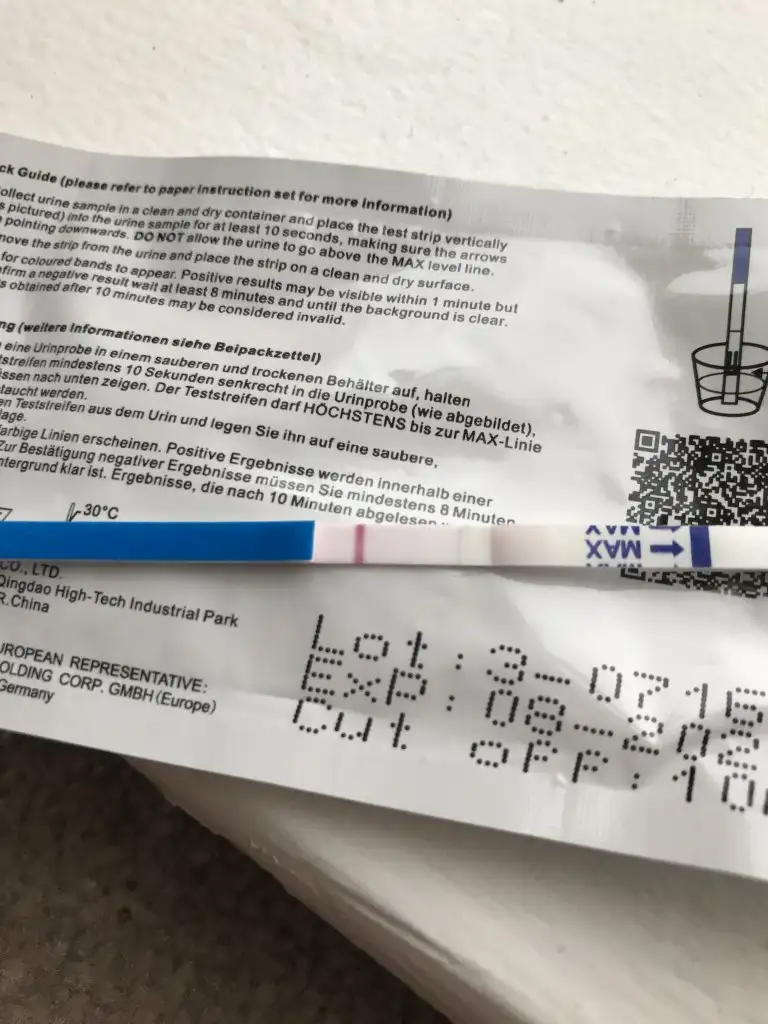 ck Guide (please refer to paper instruction set for more information)
ollect urine sample in a clean and dry container and place the test strip vertically
s pictured) into the urine sample for at least 10 seconds, making sure the arrows
pointing downwards. DO NOT allow the urine to go above the MAX level line.
move the strip from the urine and place the strip on a clean and dry surface.
for coloured bands to appear. Positive results may be visible within 1 minute but
firm a negative result wait at least 8 minutes and until the background is clear.
s obtained after 10 minutes may be considered invalid.
ng (weitere Informationen siehe Beipackzettel)
eine Urinprobe in einem sauberen und trockenen Behälter auf, halten
tstreifen mindestens 10 Sekunden senkrecht in die Urinprobe (wie abgebildet),
ssen nach unten zeigen. Der Teststreifen darf HÖCHSTENS bis zur MAX-Linie
taucht werden.
en Teststreifen aus dem Urin und legen Sie ihn auf eine saubere,
lage.
arbige Linien erscheinen. Positive Ergebnisse werden innerhalb einer
Zur Bestätigung negativer Ergebnisse müssen Sie mindestens 8 Minuten
ntergrund klar ist. Ergebnisse, die nach 10 Minuten abgelesen
30°C
MAX
MAX
CO., LTD.
Qingdao High-Tech Industrial Park
R.China
UROPEAN REPRESENTATIVE:
OLDING CORP. GMBH (Europe)
Germany
Lot: 3-0715
Exp: 08-202
Cut off: 10